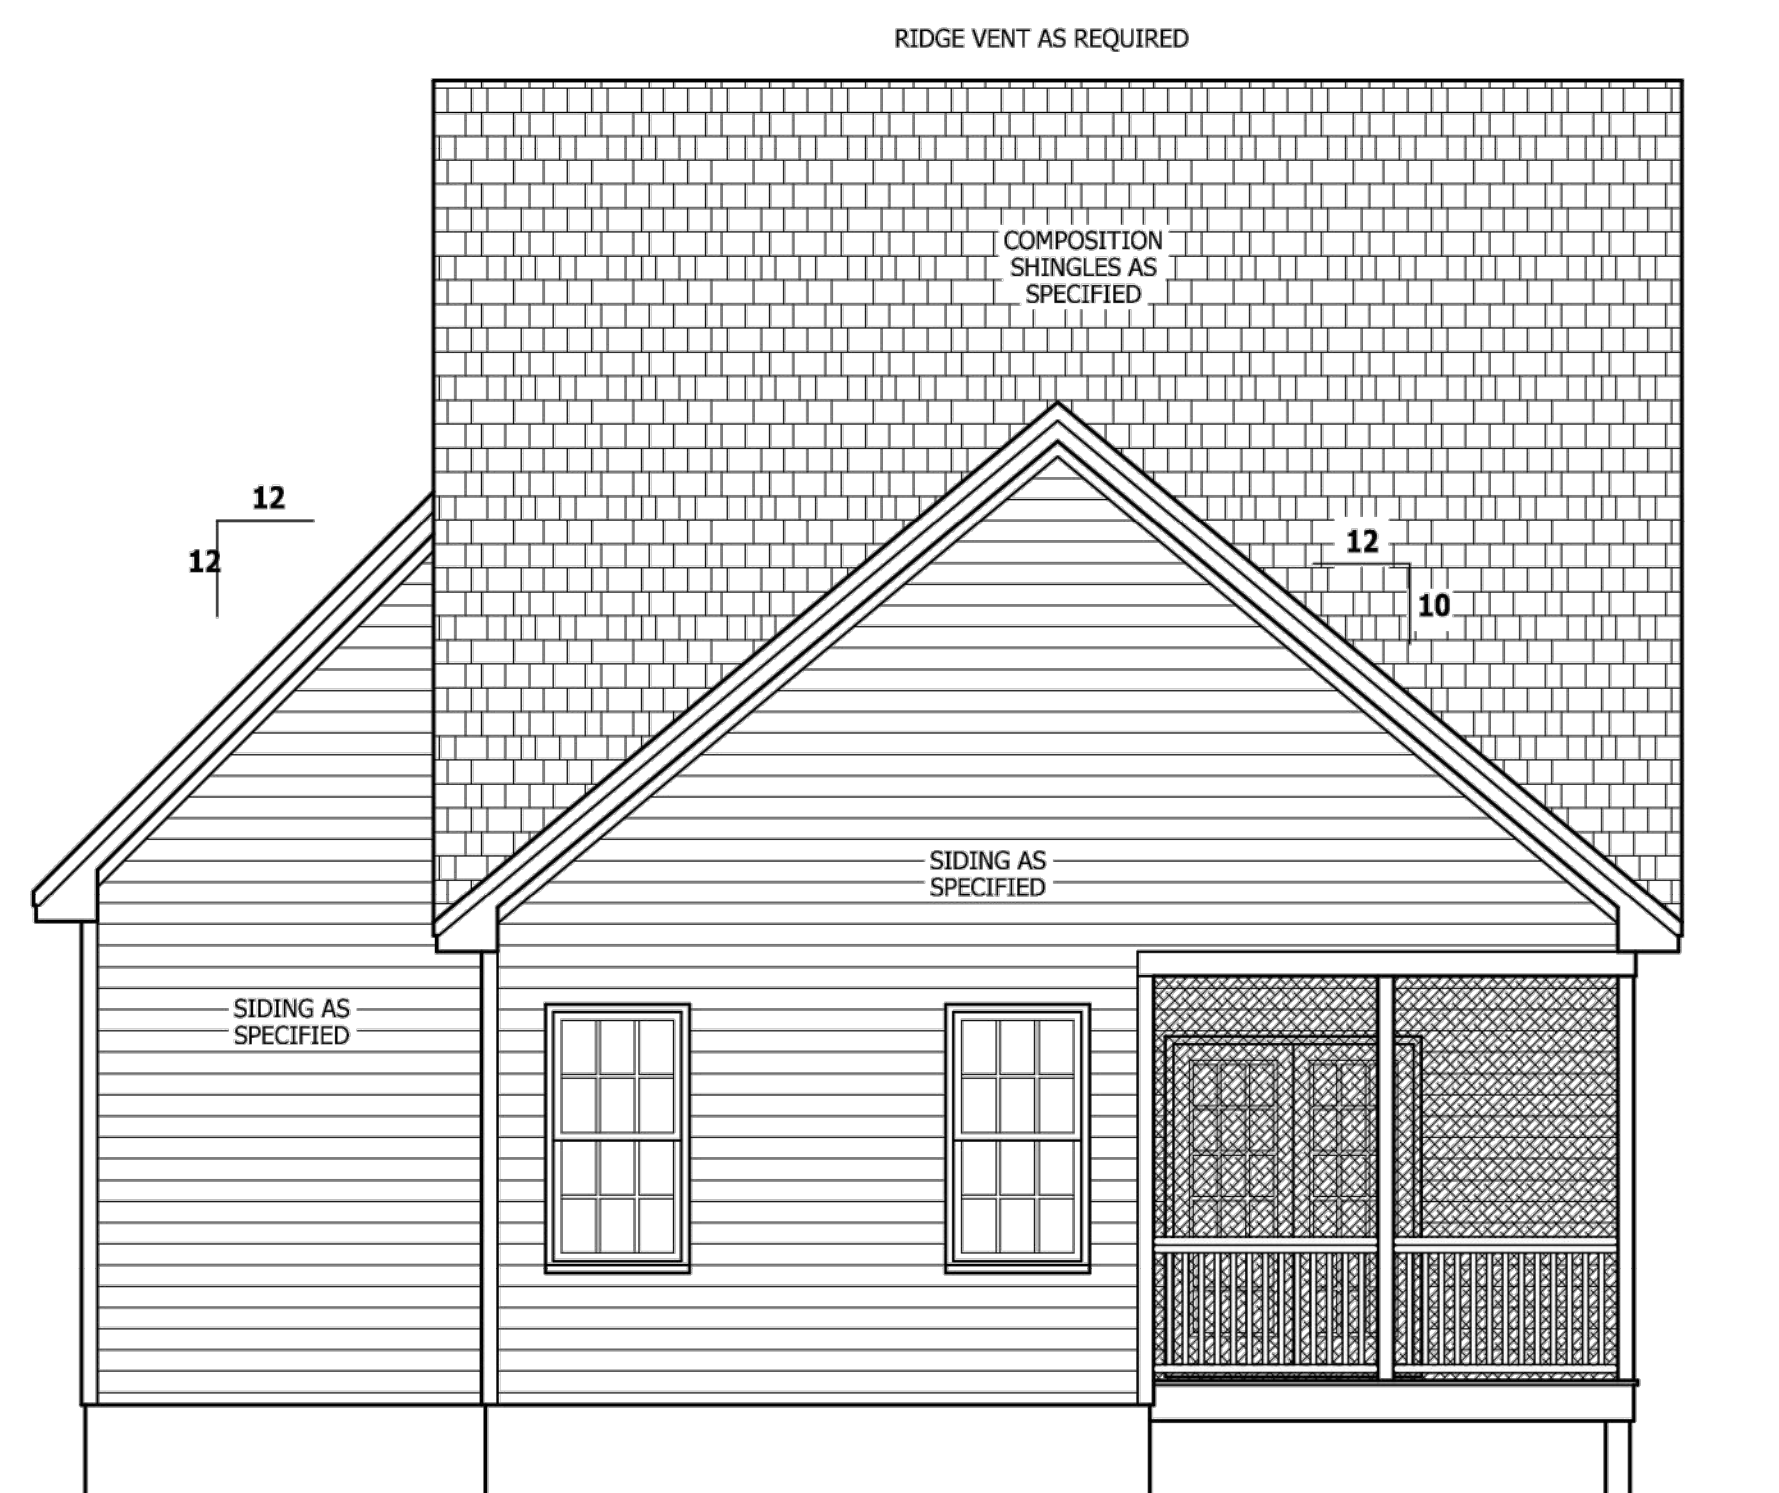 RIDGE VENT AS REQUIRED
COMPOSITION
SHINGLES AS
SPECIFIED
12
12
12
10
SIDING AS
SPECIFIED
SIDING AS
SPECIFIED